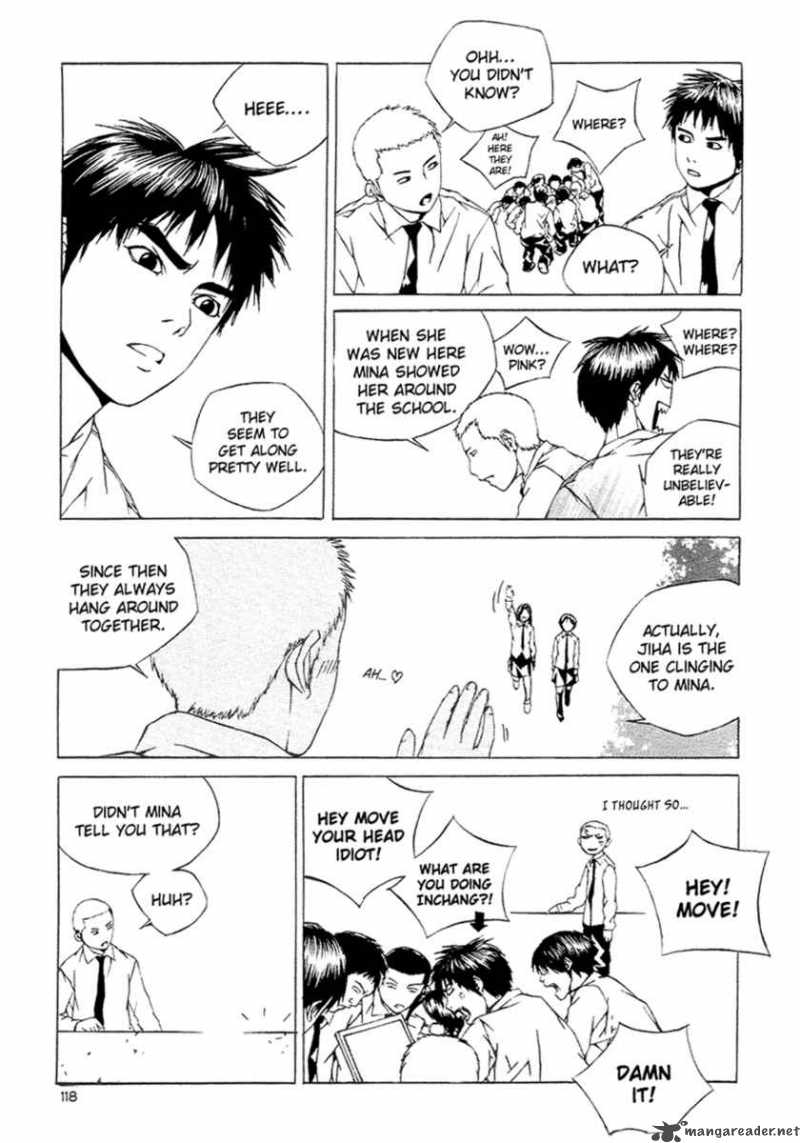 HEEE....
THEY
SEEM TO
GET ALONG
PRETTY WELL.
OHH...
YOU DIDN'T
KNOW?
AH!
HERE
THEY
ARE!
WHERE?
WHAT?
WHEN SHE
WAS NEW HERE
MINA SHOWED
HER AROUND
THE SCHOOL.
WOW...
PINK?
WHERE?
WHERE?
THEY'RE
REALLY
UNBELIEV-
ABLE!
SINCE THEN
THEY ALWAYS
HANG AROUND
TOGETHER.
AH... ♡
ACTUALLY,
JIHA IS THE
ONE CLINGING
TO MINA.
DIDN'T MINA
TELL YOU THAT?
HUH?
HEY MOVE
YOUR HEAD
IDIOT!
WHAT ARE
YOU DOING
INCHANG?!
I THOUGHT SO...
HEY!
MOVE!
DAMN
IT!
118
mangareader.net